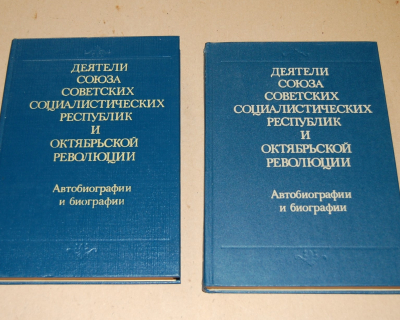 ДЕЯТЕЛИ
СОЮЗА
СОВЕТСКИХ
СОЦИАЛИСТИЧЕСКИХ
РЕСПУБЛИК
И
ОКТЯБРЬСКОЙ
РЕВОЛЮЦИИ
Автобиографии
и биографии
ДЕЯТЕЛИ
СОЮЗА
СОВЕТСКИХ
СОЦИАЛИСТИЧЕСКИХ
РЕСПУБЛИК
И
ОКТЯБРЬСКОЙ
РЕВОЛЮЦИИ
Автобиографии
и биографии